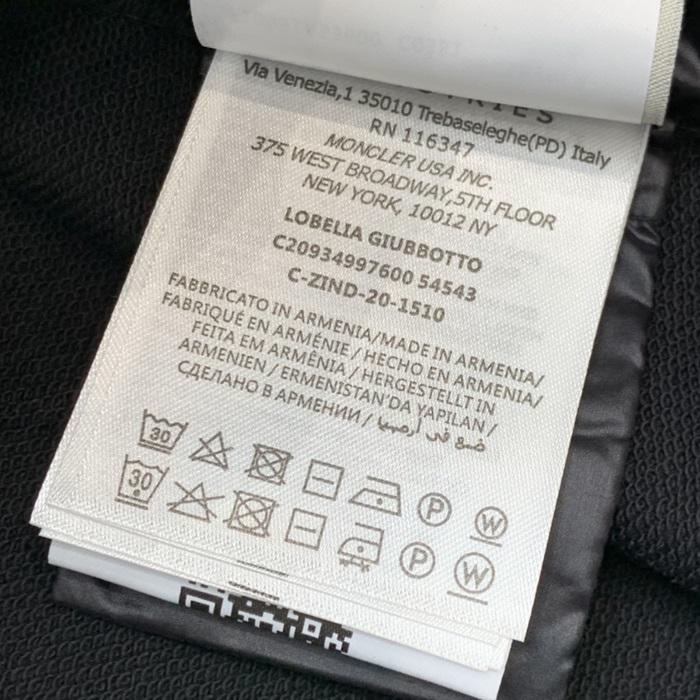 Via Venezia,1 35010 Trebaseleghe(PD) Italy
RN 116347
MONCLER USA INC.
375 WEST BROADWAY,5TH FLOOR
NEW YORK, 10012 NY
LOBELIA GIUBBOTTO
C20934997600 54543
C-ZIND-20-1510
FABBRICATO IN ARMENIA/MADE IN ARMENIA/
FABRIQUÉ EN ARMÉNIE / HECHO EN ARMENIA/
FEITA EM ARMÊNIA / HERGESTELLT IN
ARMENIEN / ERMENISTAN'DA YAPILAN /
СДЕЛАНО В АРМЕНИИ / صنع في أرمينيا
30 P W
30 P W